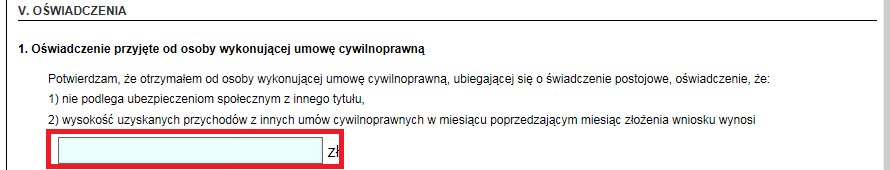 V. OŚWIADCZENIA
1. Oświadczenie przyjęte od osoby wykonującej umowę cywilnoprawną
Potwierdzam, że otrzymałem od osoby wykonującej umowę cywilnoprawną, ubiegającej się o świadczenie postojowe, oświadczenie, że:
1) nie podlega ubezpieczeniom społecznym z innego tytułu,
2) wysokość uzyskanych przychodów z innych umów cywilnoprawnych w miesiącu poprzedzającym miesiąc złożenia wniosku wynosi
zł